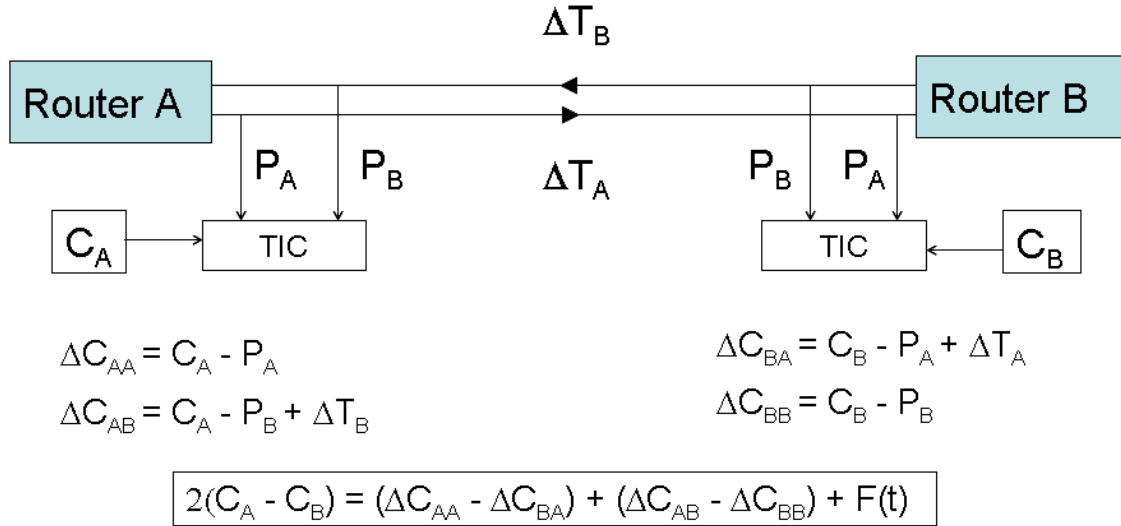 ΔT_B
Router A
Router B
P_A P_B
ΔT_A
P_B P_A
C_A
TIC
TIC
C_B
ΔC_AA = C_A - P_A
ΔC_AB = C_A - P_B + ΔT_B
ΔC_BA = C_B - P_A + ΔT_A
ΔC_BB = C_B - P_B
2(C_A - C_B) = (ΔC_AA - ΔC_BA) + (ΔC_AB - ΔC_BB) + F(t)